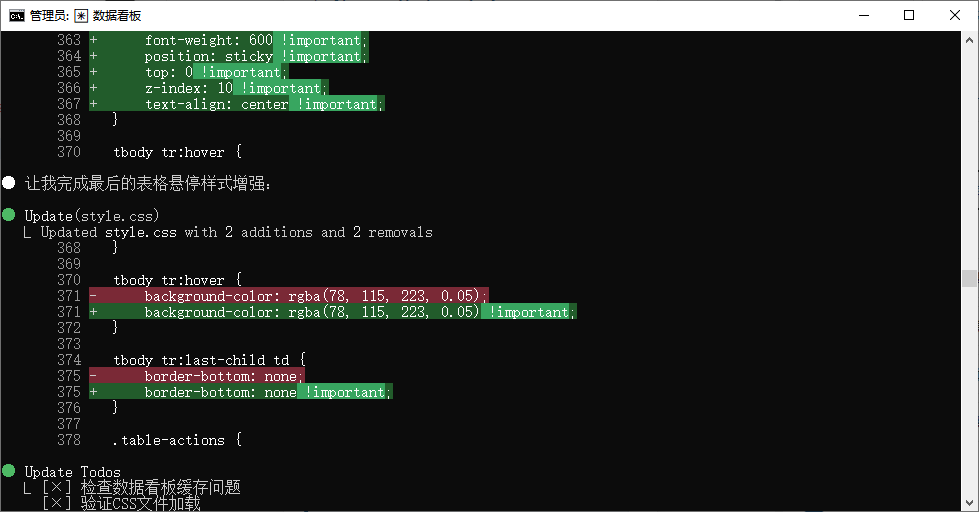 管理员: 数据看板
363 + font-weight: 600 !important;
364 + position: sticky !important;
365 + top: 0 !important;
366 + z-index: 10 !important;
367 + text-align: center !important;
368 }
369
370 tbody tr:hover {
● 让我完成最后的表格悬停样式增强:
● Update(style.css)
⎿ Updated style.css with 2 additions and 2 removals
368 }
369
370 tbody tr:hover {
371 - background-color: rgba(78, 115, 223, 0.05);
371 + background-color: rgba(78, 115, 223, 0.05) !important;
372 }
373
374 tbody tr:last-child td {
375 - border-bottom: none;
375 + border-bottom: none !important;
376 }
377
378 .table-actions {
● Update Todos
⎿ [×] 检查数据看板缓存问题
[×] 验证CSS文件加载